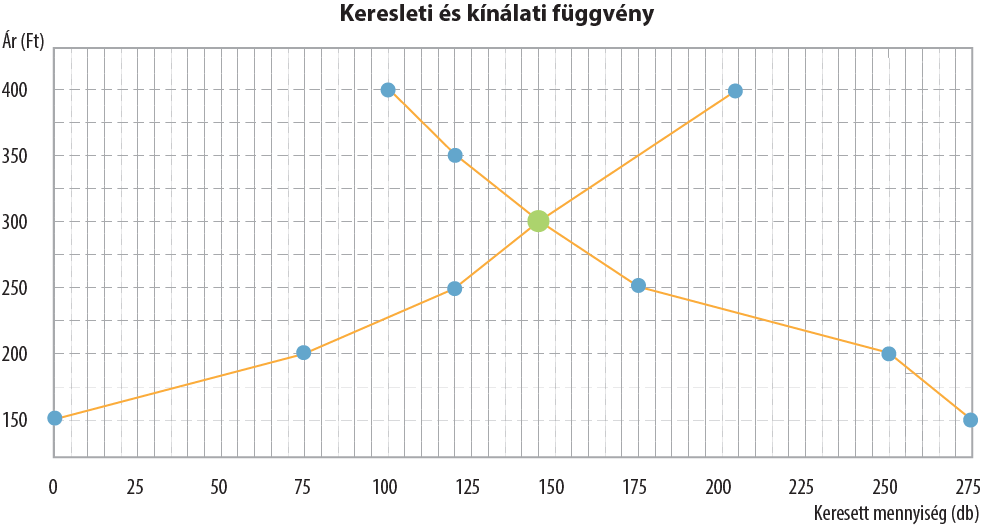 Keresleti és kínálati függvény
Ár (Ft)
400
350
300
250
200
150
0 25 50 75 100 125 150 175 200 225 250 275
Keresett mennyiség (db)